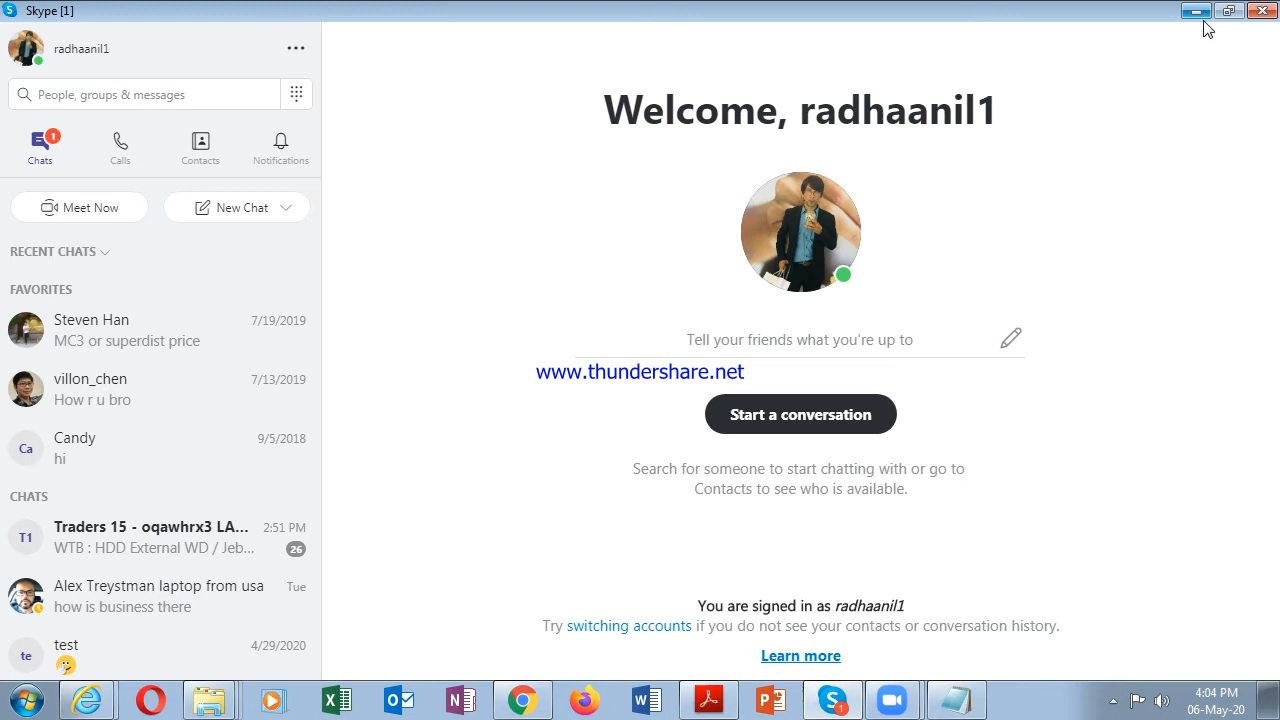 Skype [1]
radhaanil1
People, groups & messages
1
Chats
Calls
Contacts
Notifications
Meet Now
New Chat
RECENT CHATS
FAVORITES
Steven Han
7/19/2019
MC3 or superdist price
villon_chen
7/13/2019
How r u bro
Ca
Candy
9/5/2018
hi
CHATS
T1
Traders 15 - oqawhrx3 LA...
2:51 PM
WTB : HDD External WD / Jeb...
26
Alex Treystman laptop from usa
Tue
how is business there
te
test
4/29/2020
Welcome, radhaanil1
Tell your friends what you're up to
www.thundershare.net
Start a conversation
Search for someone to start chatting with or go to
Contacts to see who is available.
You are signed in as radhaanil1
Try switching accounts if you do not see your contacts or conversation history.
Learn more
1
4:04 PM
06-May-20